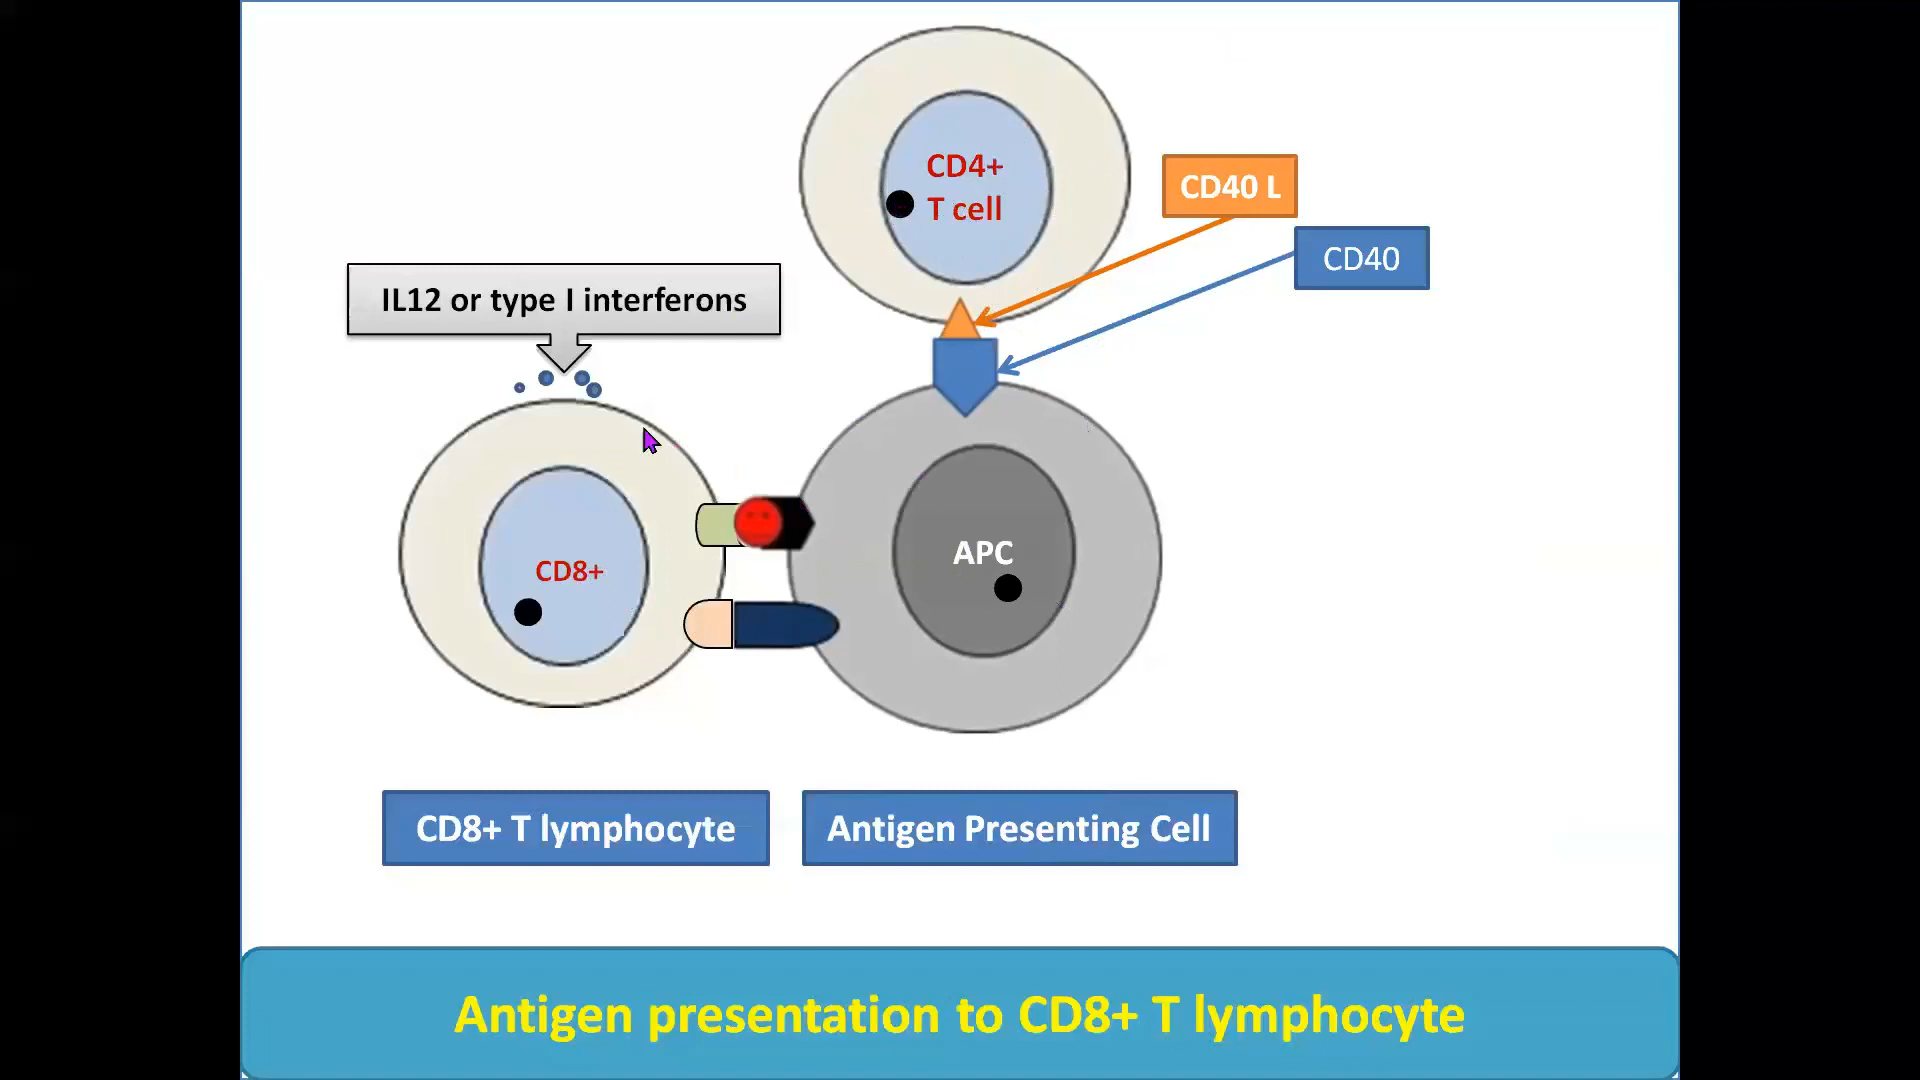 CD4+
T cell
CD40 L
CD40
IL12 or type I interferons
CD8+
APC
CD8+ T lymphocyte
Antigen Presenting Cell
Antigen presentation to CD8+ T lymphocyte